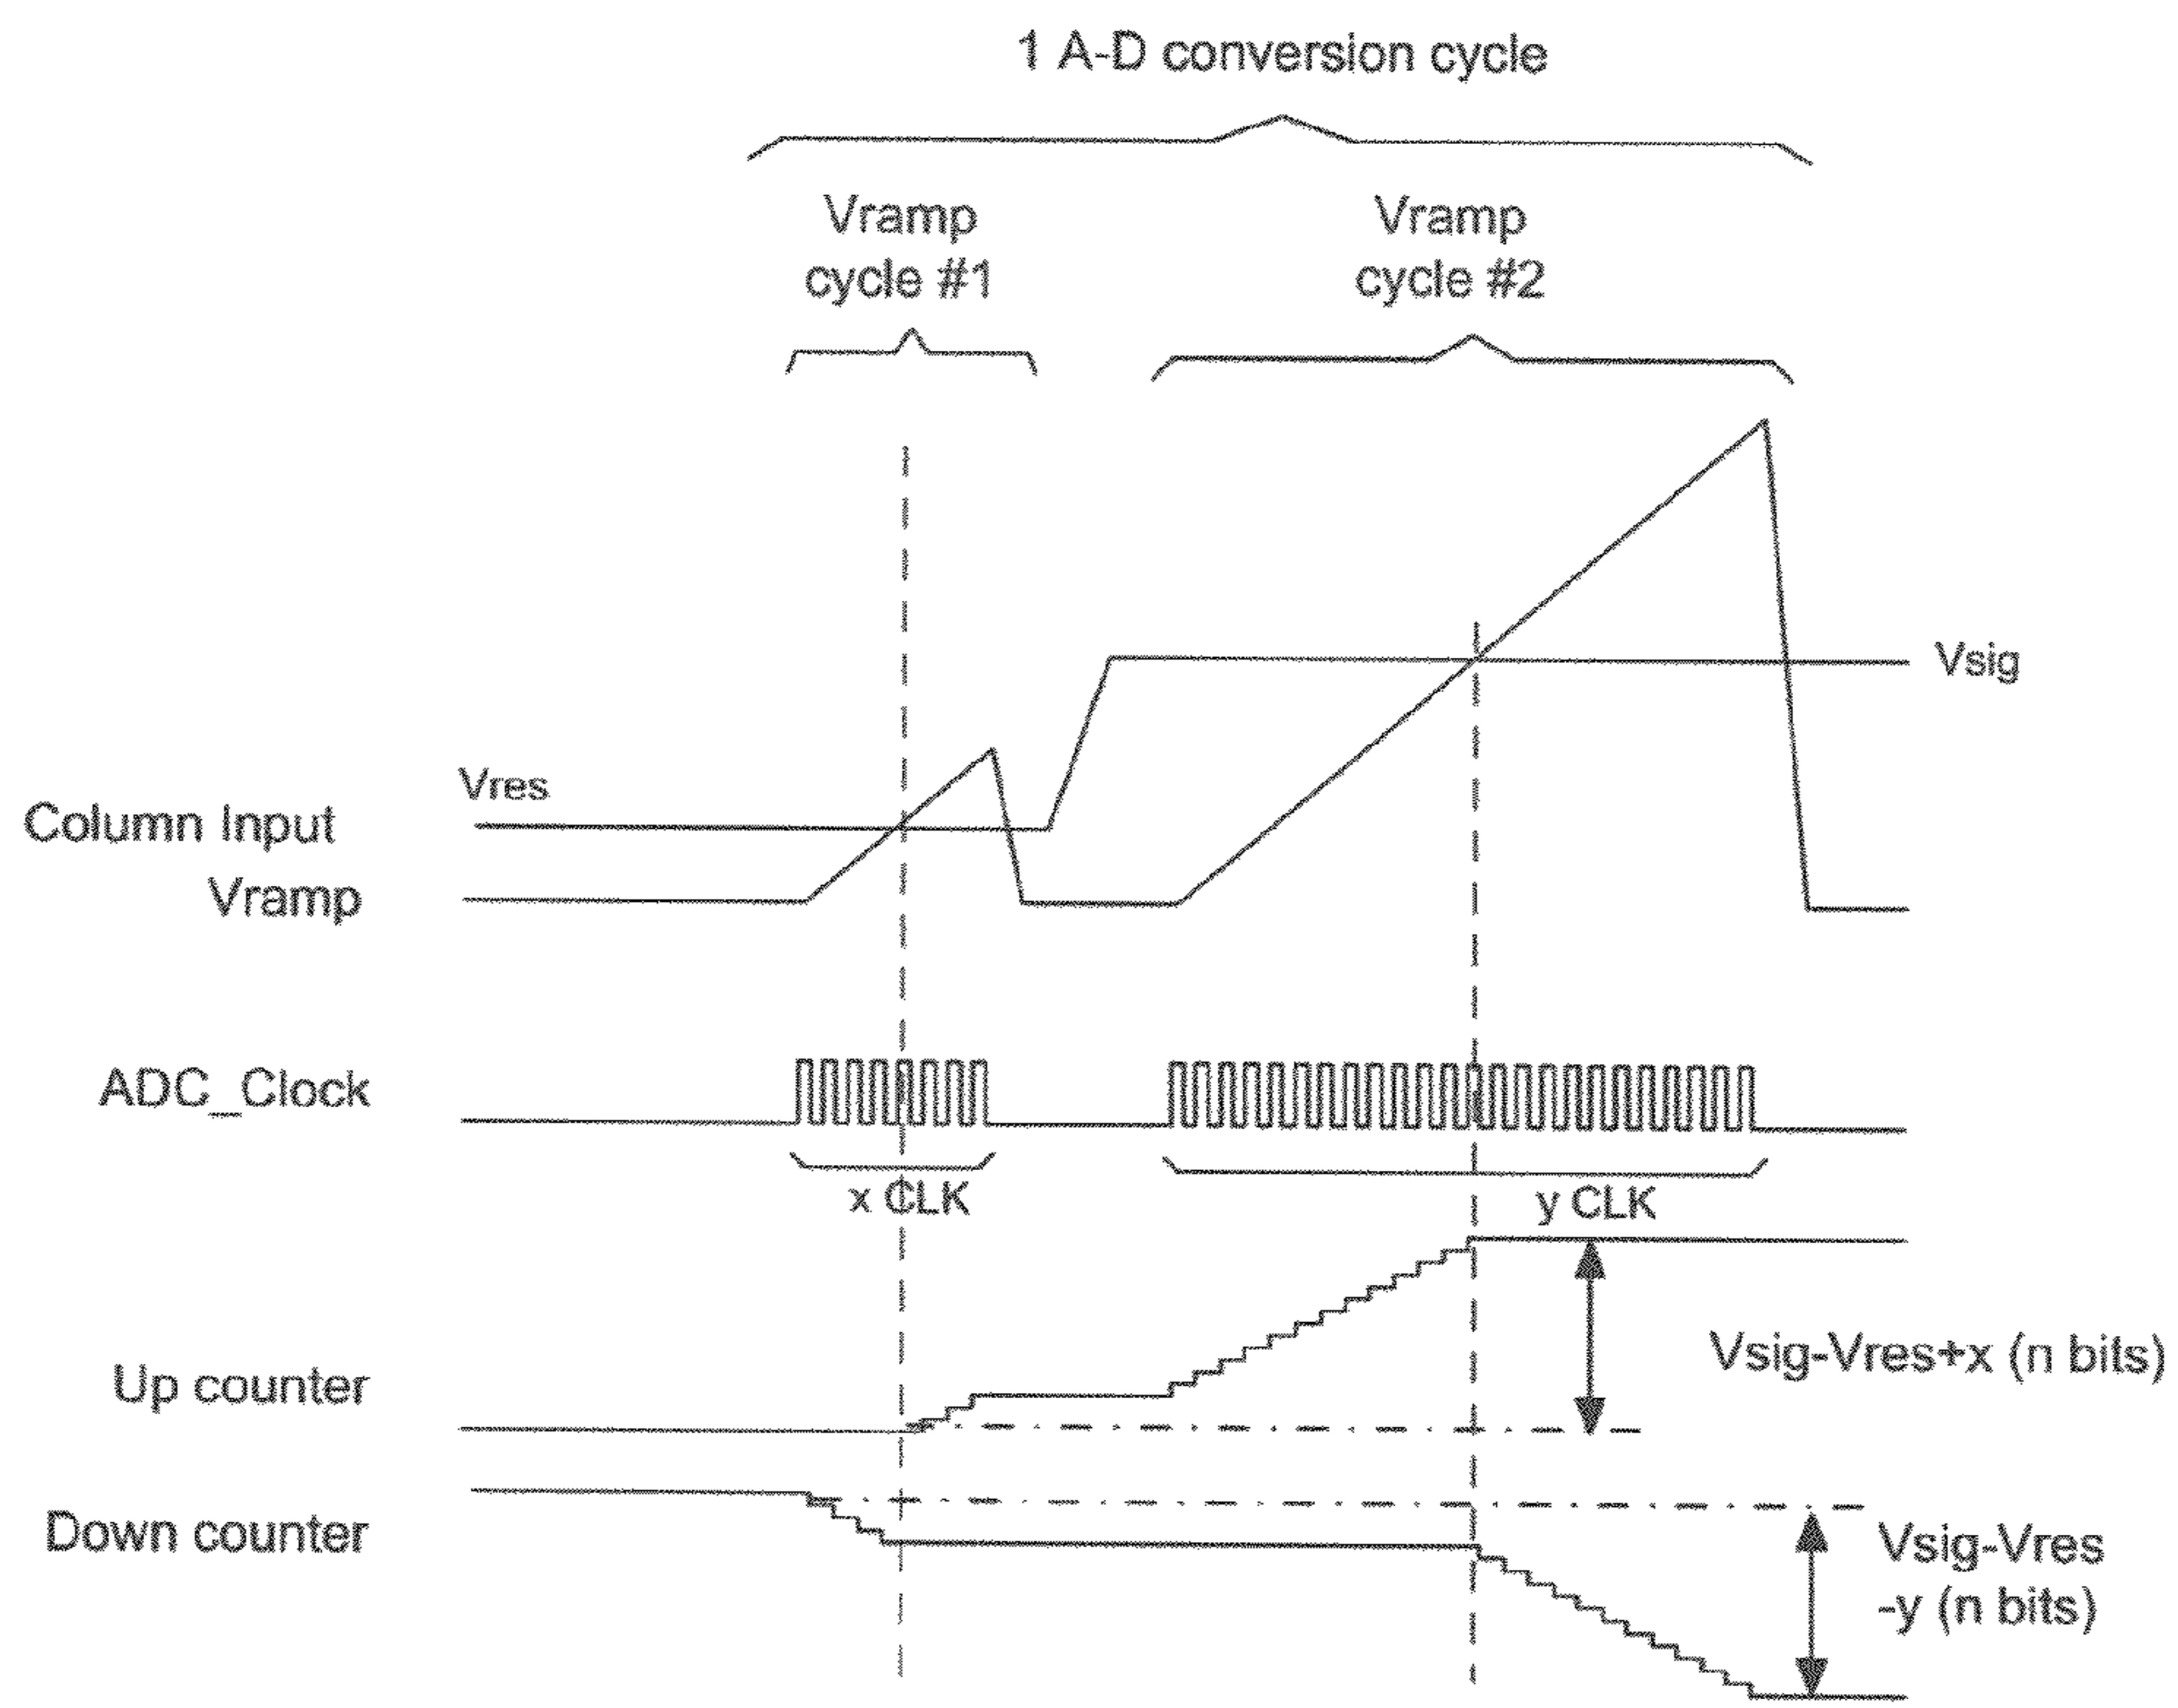 1 A-D conversion cycle
Vramp
cycle #1
Vramp
cycle #2
Vsig
Vres
Column Input
Vramp
ADC_Clock
x CLK
y CLK
Up counter
Vsig-Vres+x (n bits)
Down counter
Vsig-Vres
-y (n bits)